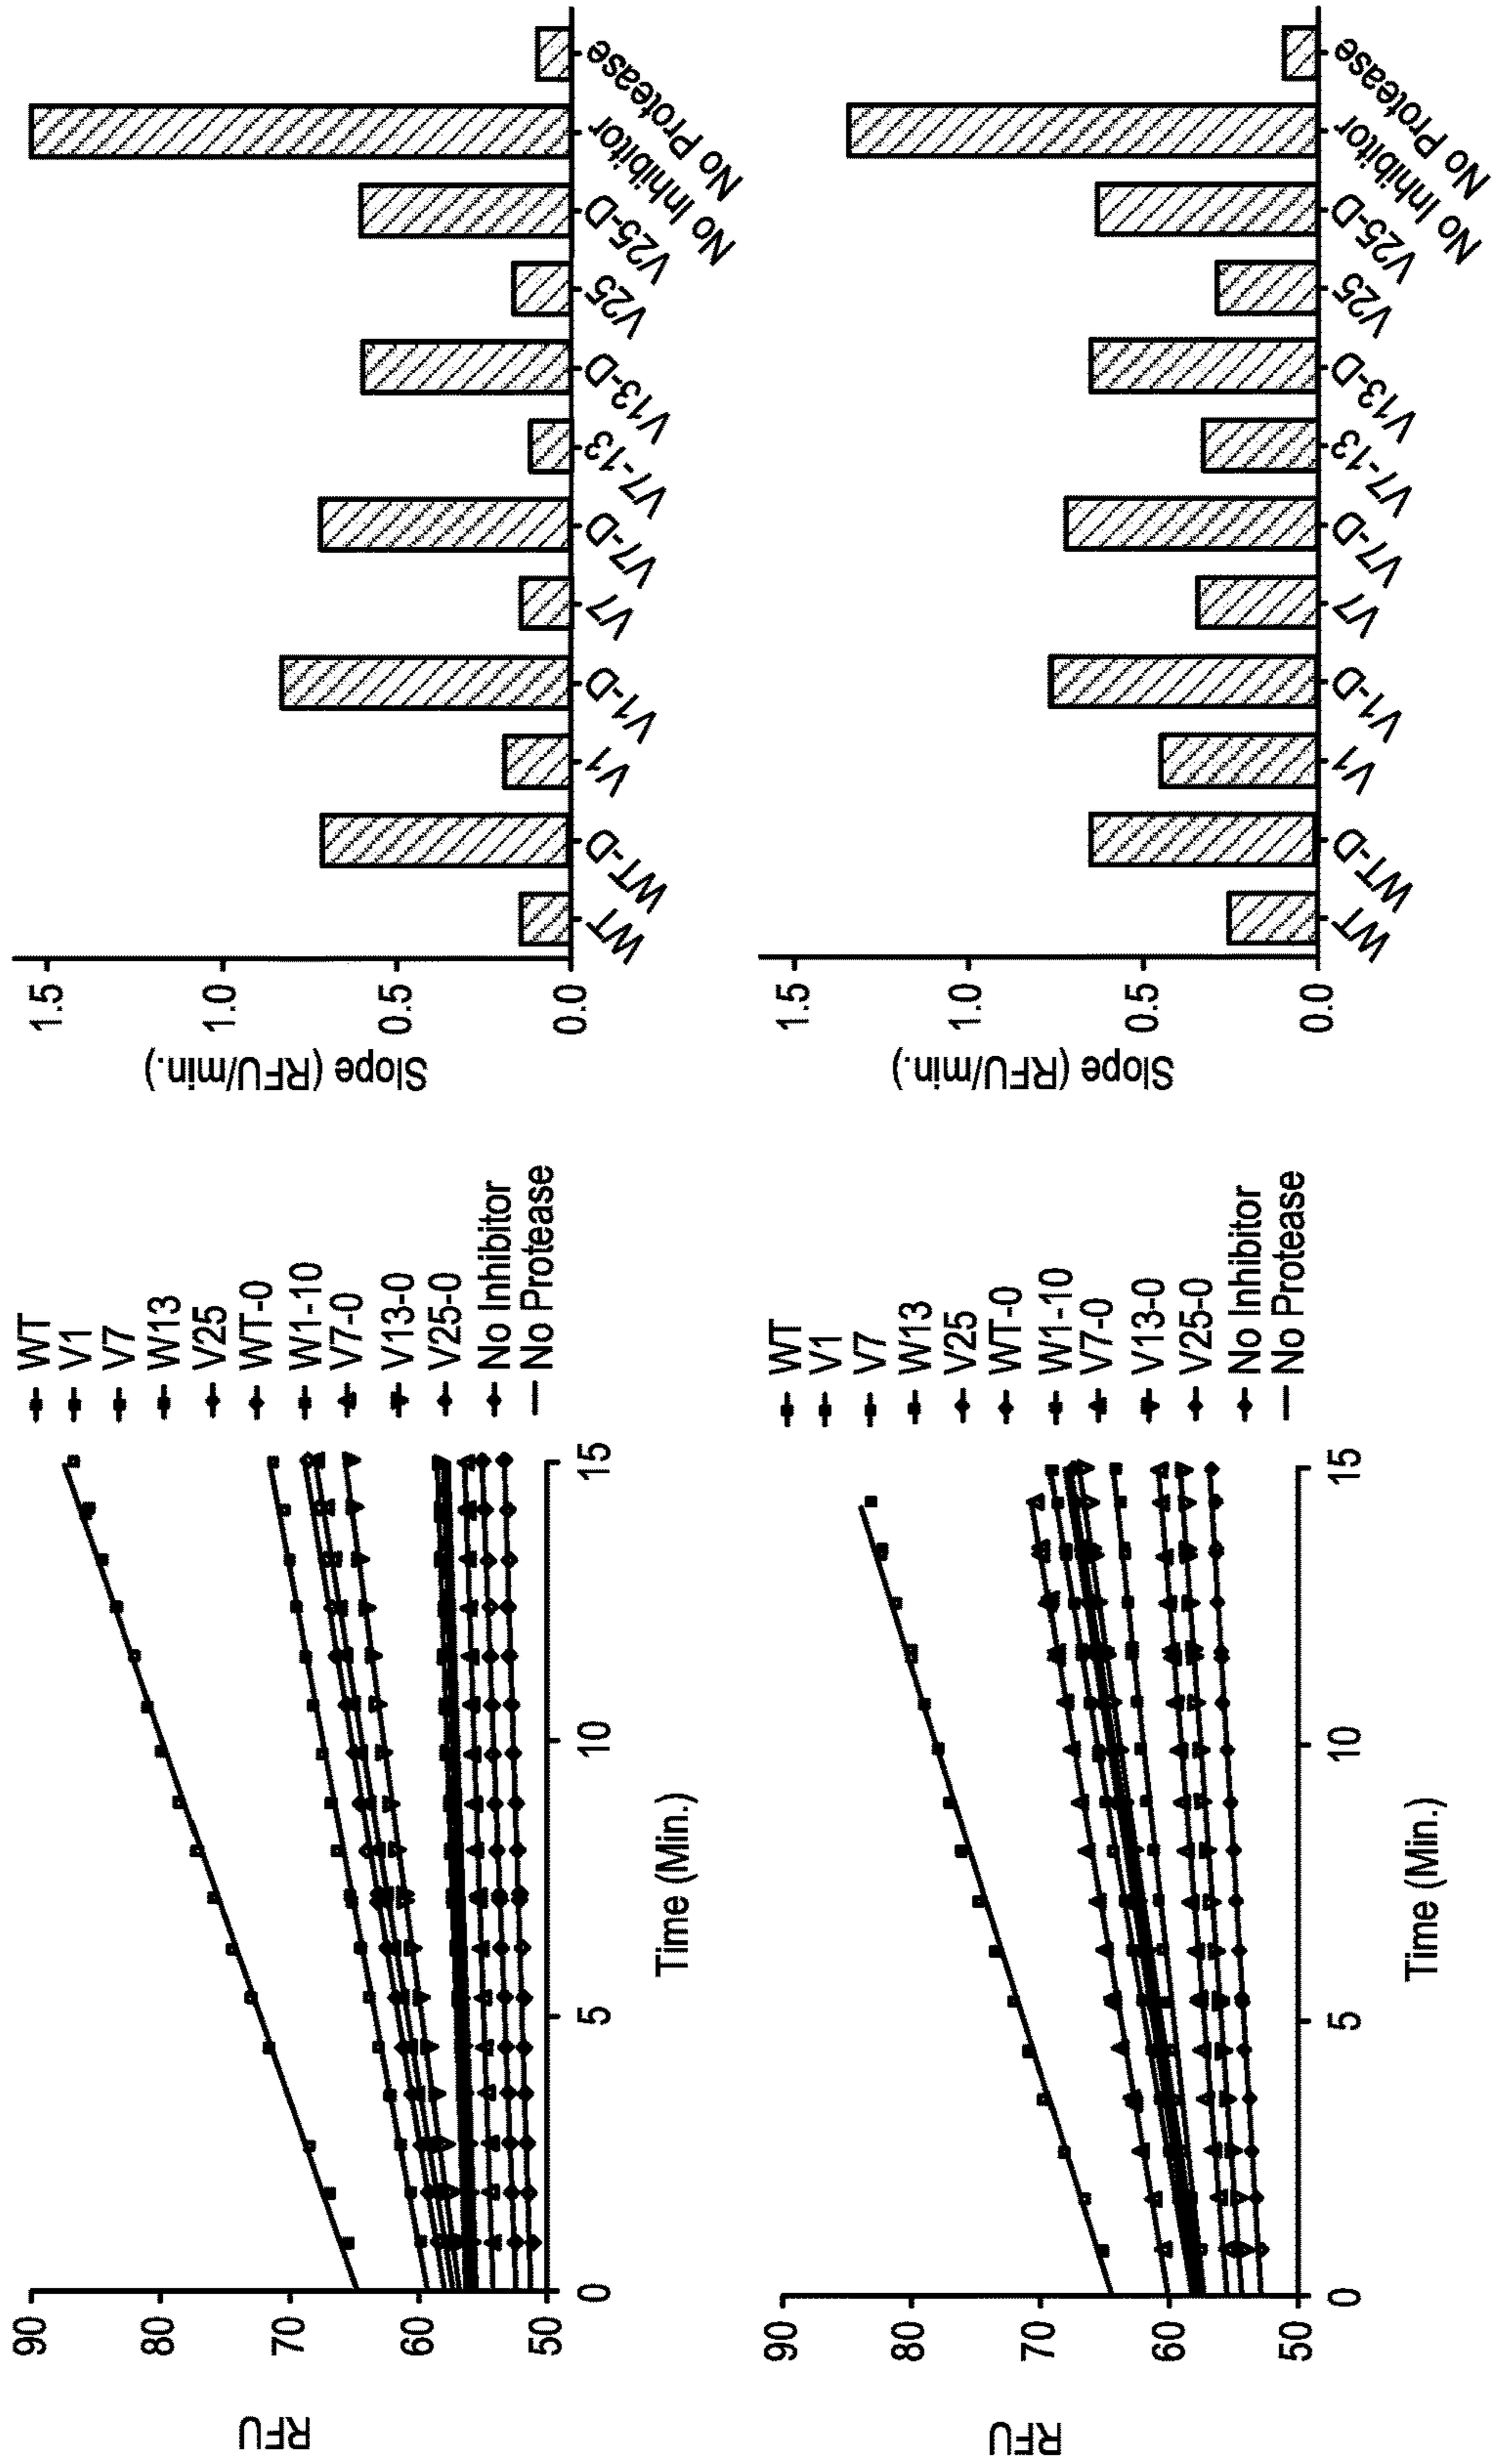 RFU
90
80
70
60
50
0
5
10
15
Time (Min.)
WT
V1
V7
W13
V25
WT-0
W1-10
V7-0
V13-0
V25-0
No Inhibitor
No Protease
Slope (RFU/min.)
1.5
1.0
0.5
0.0
WT
WT-D
V1
V1-D
V7
V7-D
V7-13
V13-D
V25
V25-D
No Inhibitor
No Protease
RFU
90
80
70
60
50
0
5
10
15
Time (Min.)
WT
V1
V7
W13
V25
WT-0
W1-10
V7-0
V13-0
V25-0
No Inhibitor
No Protease
Slope (RFU/min.)
1.5
1.0
0.5
0.0
WT
WT-D
V1
V1-D
V7
V7-D
V7-13
V13-D
V25
V25-D
No Inhibitor
No Protease